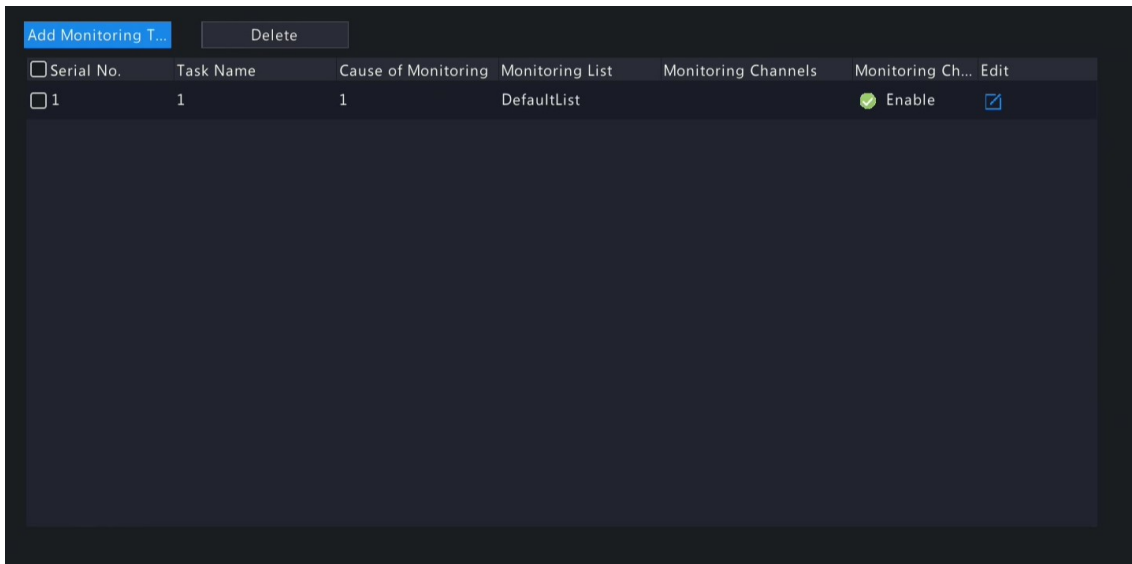 Add Monitoring T... Delete
Serial No. Task Name Cause of Monitoring Monitoring List Monitoring Channels Monitoring Ch... Edit
1 1 1 DefaultList Enable